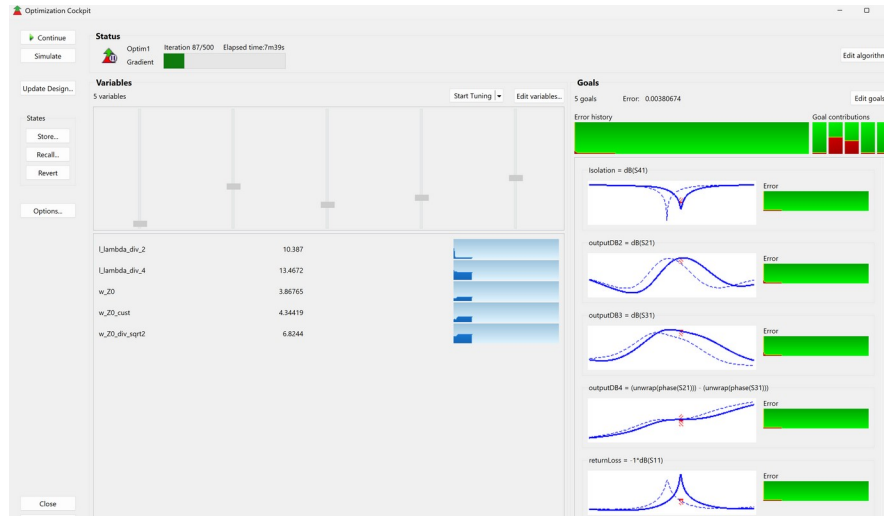 Optimization Cockpit
Continue
Simulate
Update Design...
States
Store...
Recall...
Revert
Options...
Close
Status
Optim1
Gradient
Iteration 87/500 Elapsed time:7m39s
Edit algorithm
Variables
5 variables
Start Tuning
Edit variables...
l_lambda_div_2 10.387
l_lambda_div_4 13.4672
w_Z0 3.86765
w_Z0_cust 4.34419
w_Z0_div_sqrt2 6.8244
Goals
5 goals Error: 0.00380674
Edit goals
Error history
Goal contributions
Isolation = dB(S41)
Error
outputDB2 = dB(S21)
Error
outputDB3 = dB(S31)
Error
outputDB4 = (unwrap(phase(S21))) - (unwrap(phase(S31)))
Error
returnLoss = -1*dB(S11)
Error